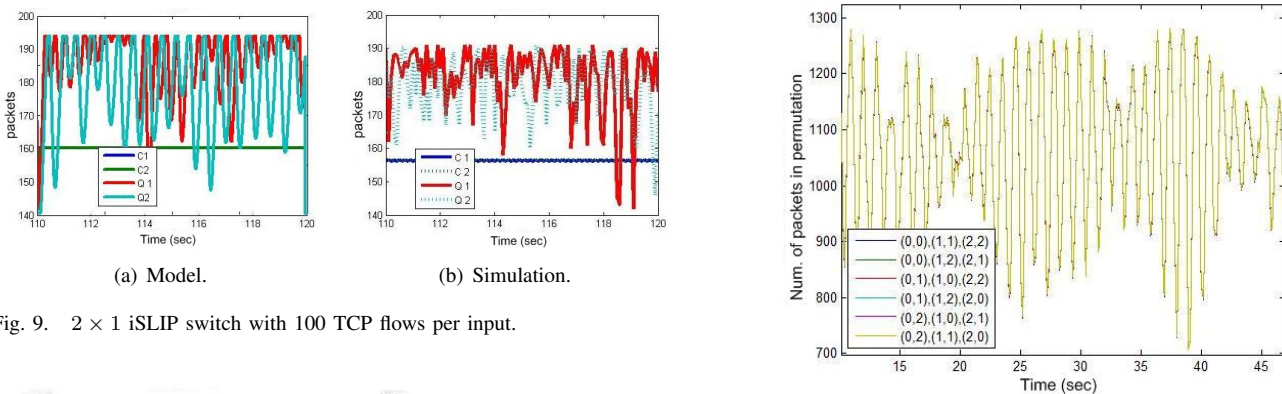 200
190
180
170
160
150
140
packets
C1
C2
Q 1
Q2
110
112
114
116
118
120
Time (sec)
(a) Model.
200
190
180
170
160
150
140
packets
C 1
C 2
Q 1
Q 2
110
112
114
116
118
120
Time (sec)
(b) Simulation.
ig. 9. 2 × 1 iSLIP switch with 100 TCP flows per input.
1300
1200
1100
1000
900
800
700
Num. of packets in permutation
(0,0),(1,1),(2,2)
(0,0),(1,2),(2,1)
(0,1),(1,0),(2,2)
(0,1),(1,2),(2,0)
(0,2),(1,0),(2,1)
(0,2),(1,1),(2,0)
15
20
25
30
35
40
45
Time (sec)